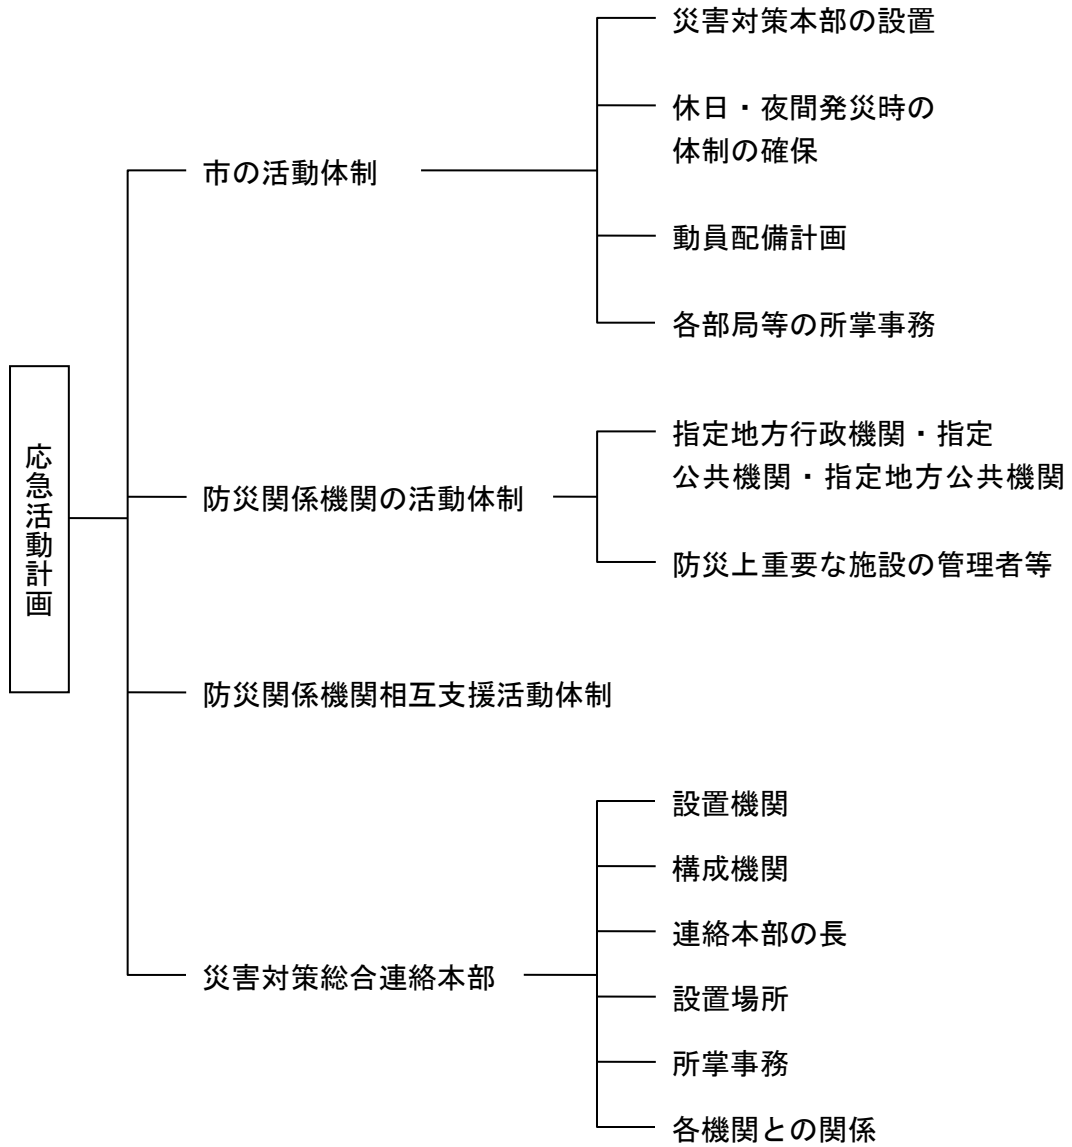 応急活動計画
市の活動体制
災害対策本部の設置
休日・夜間発災時の
体制の確保
動員配備計画
各部局等の所掌事務
防災関係機関の活動体制
指定地方行政機関・指定
公共機関・指定地方公共機関
防災上重要な施設の管理者等
防災関係機関相互支援活動体制
災害対策総合連絡本部
設置機関
構成機関
連絡本部の長
設置場所
所掌事務
各機関との関係